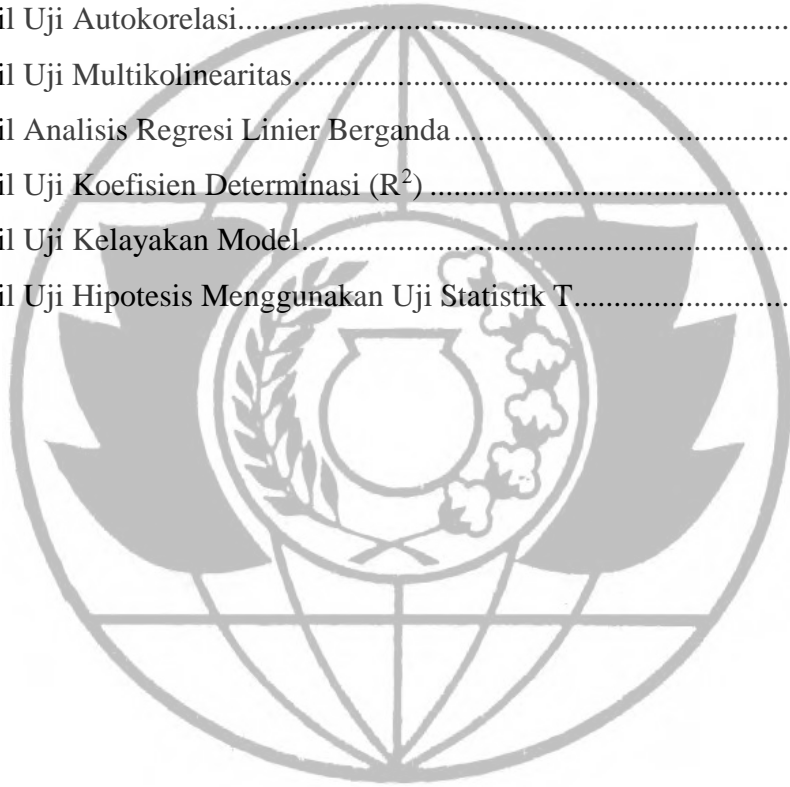 il Uji Autokorelasi............................................................................
il Uji Multikolinearitas.....................................................................
il Analisis Regresi Linier Berganda..............................................
il Uji Koefisien Determinasi (R²)..................................................
il Uji Kelayakan Model....................................................................
il Uji Hipotesis Menggunakan Uji Statistik T.............................